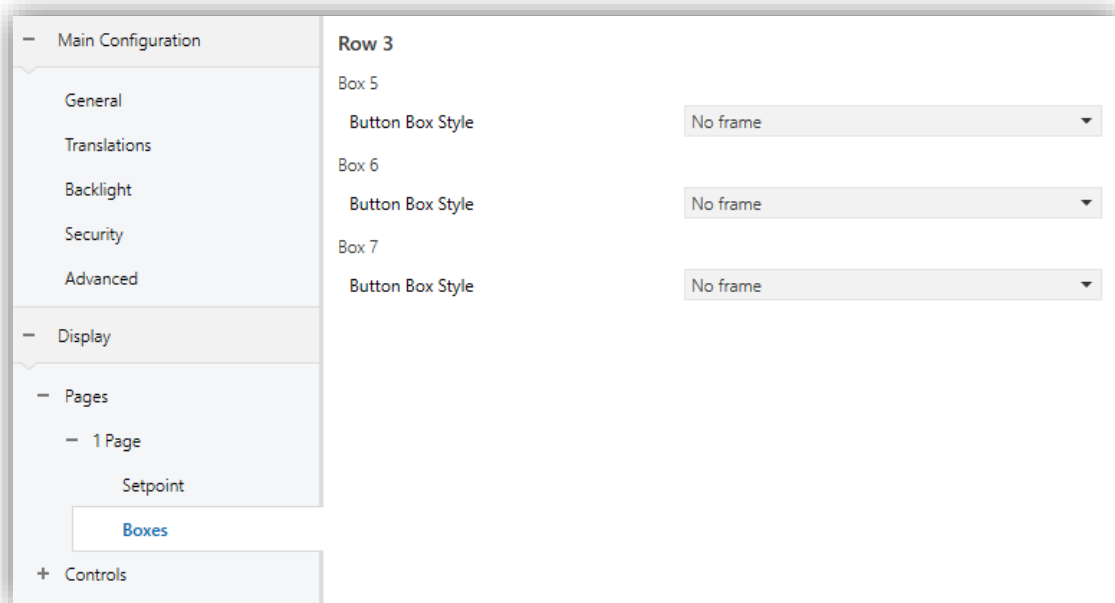 Main Configuration
General
Translations
Backlight
Security
Advanced
Display
Pages
1 Page
Setpoint
Boxes
Controls
Row 3
Box 5
Button Box Style No frame
Box 6
Button Box Style No frame
Box 7
Button Box Style No frame